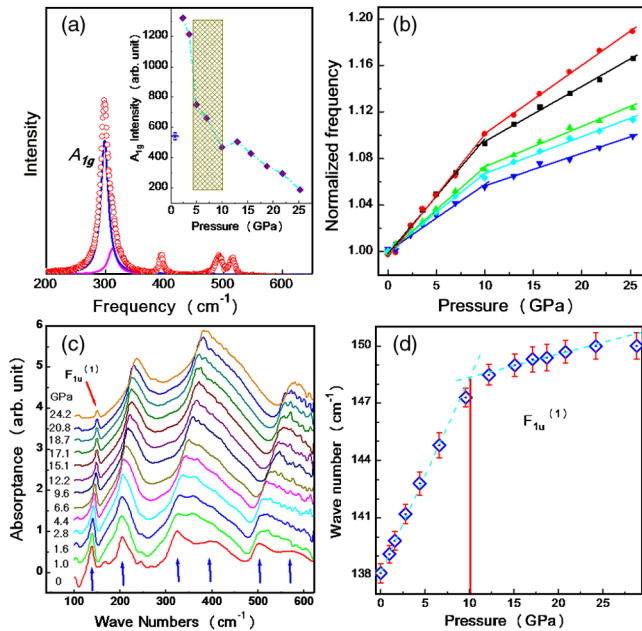 (a)
A1g Intensity (arb. unit)
1400
1200
1000
800
600
400
200
0 5 10 15 20 25
Pressure (GPa)
A1g
Intensity
200 300 400 500 600
Frequency (cm-1)
(b)
Normalized frequency
1.20
1.16
1.12
1.08
1.04
1.00
0 5 10 15 20 25
Pressure (GPa)
(c)
Absorptance (arb. unit)
6
5
4
3
2
1
0
F1u(1)
GPa
24.2
20.8
18.7
17.1
15.1
12.2
9.6
6.6
4.4
2.8
1.6
1.0
0
100 200 300 400 500 600
Wave Numbers (cm-1)
(d)
Wave number (cm-1)
150
147
144
141
138
F1u(1)
0 5 10 15 20 25
Pressure (GPa)